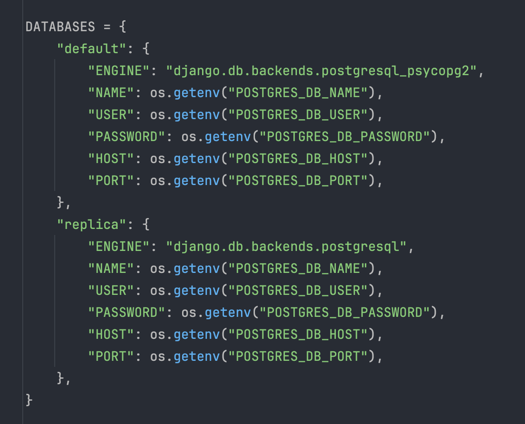 DATABASES = {
    "default": {
        "ENGINE": "django.db.backends.postgresql_psycopg2",
        "NAME": os.getenv("POSTGRES_DB_NAME"),
        "USER": os.getenv("POSTGRES_DB_USER"),
        "PASSWORD": os.getenv("POSTGRES_DB_PASSWORD"),
        "HOST": os.getenv("POSTGRES_DB_HOST"),
        "PORT": os.getenv("POSTGRES_DB_PORT"),
    },
    "replica": {
        "ENGINE": "django.db.backends.postgresql",
        "NAME": os.getenv("POSTGRES_DB_NAME"),
        "USER": os.getenv("POSTGRES_DB_USER"),
        "PASSWORD": os.getenv("POSTGRES_DB_PASSWORD"),
        "HOST": os.getenv("POSTGRES_DB_HOST"),
        "PORT": os.getenv("POSTGRES_DB_PORT"),
    },
}